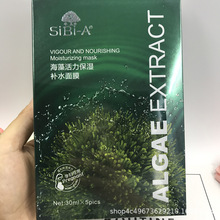 SiBi-A
VIGOUR AND NOURISHING
Moisturizing mask
海藻活力保湿
补水面膜
ALGAE EXTRACT
Net:30ml×5pics